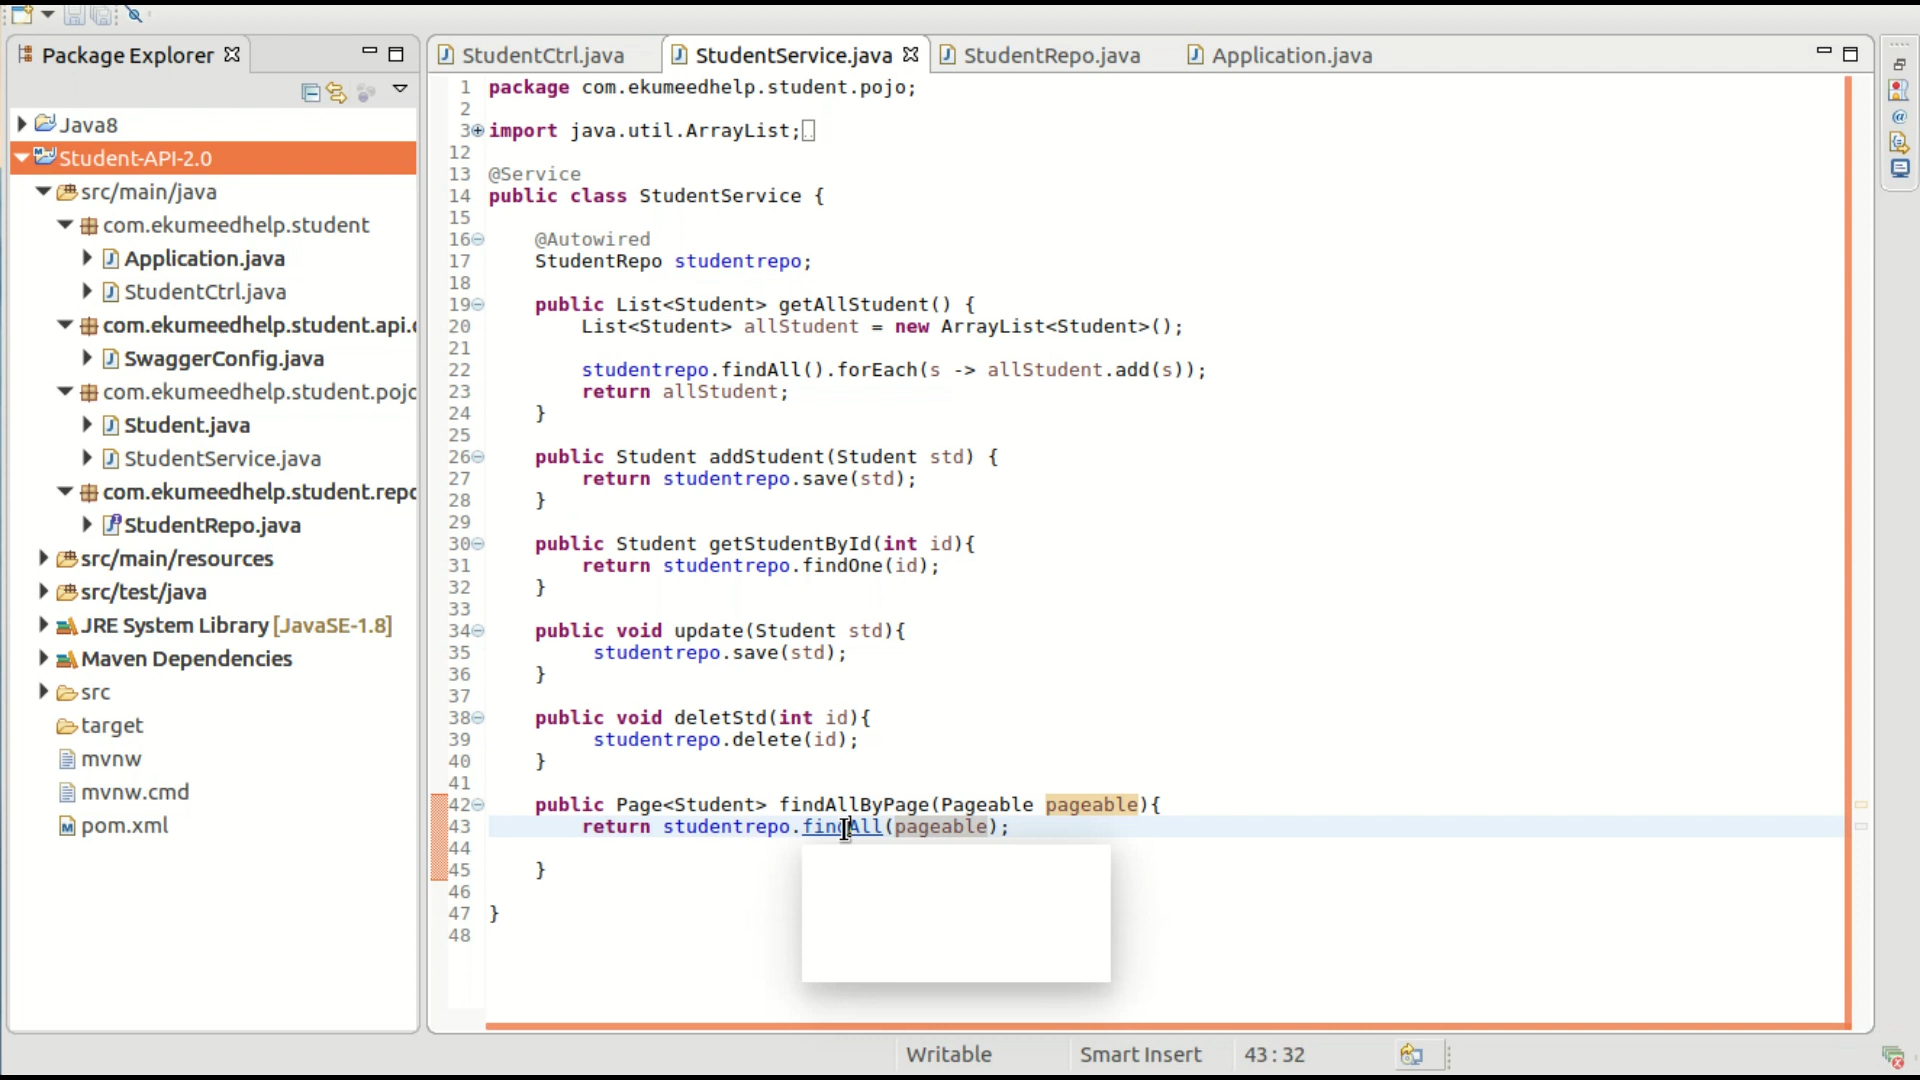 Package Explorer
Java8
Student-API-2.0
src/main/java
com.ekumeedhelp.student
Application.java
StudentCtrl.java
com.ekumeedhelp.student.api.
SwaggerConfig.java
com.ekumeedhelp.student.pojo
Student.java
StudentService.java
com.ekumeedhelp.student.repo
StudentRepo.java
src/main/resources
src/test/java
JRE System Library [JavaSE-1.8]
Maven Dependencies
src
target
mvnw
mvnw.cmd
pom.xml
StudentCtrl.java StudentService.java StudentRepo.java Application.java
1 package com.ekumeedhelp.student.pojo;
2
3 import java.util.ArrayList;
12
13 @Service
14 public class StudentService {
15
16 @Autowired
17 StudentRepo studentrepo;
18
19 public List<Student> getAllStudent() {
20 List<Student> allStudent = new ArrayList<Student>();
21
22 studentrepo.findAll().forEach(s -> allStudent.add(s));
23 return allStudent;
24 }
25
26 public Student addStudent(Student std) {
27 return studentrepo.save(std);
28 }
29
30 public Student getStudentById(int id){
31 return studentrepo.findOne(id);
32 }
33
34 public void update(Student std){
35 studentrepo.save(std);
36 }
37
38 public void deletStd(int id){
39 studentrepo.delete(id);
40 }
41
42 public Page<Student> findAllByPage(Pageable pageable){
43 return studentrepo.findAll(pageable);
44
45 }
46
47 }
48
Writable Smart Insert 43 : 32